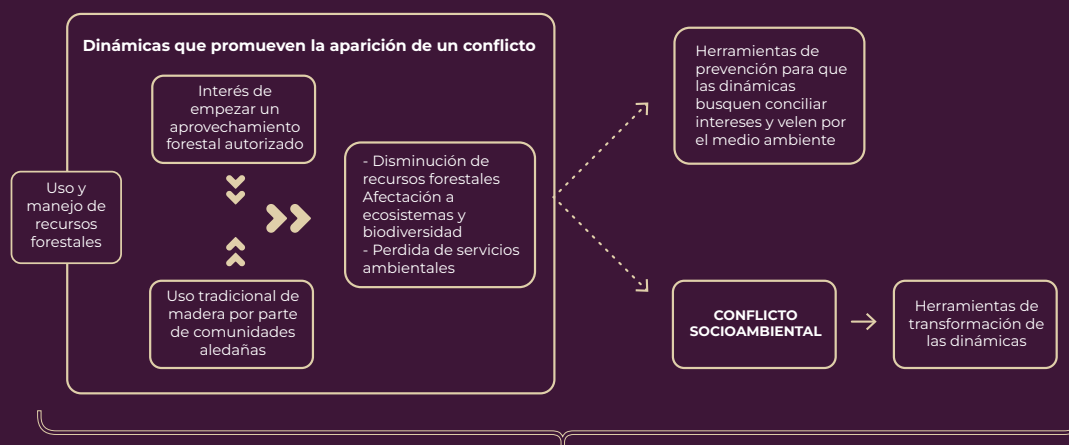 Dinámicas que promueven la aparición de un conflicto
Uso y
manejo de
recursos
forestales
Interés de
empezar un
aprovechamiento
forestal autorizado
Uso tradicional de
madera por parte
de comunidades
aledañas
- Disminución de
recursos forestales
Afectación a
ecosistemas y
biodiversidad
- Perdida de servicios
ambientales
Herramientas de
prevención para que
las dinámicas
busquen conciliar
intereses y velen por
el medio ambiente
CONFLICTO
SOCIOAMBIENTAL
Herramientas de
transformación de
las dinámicas